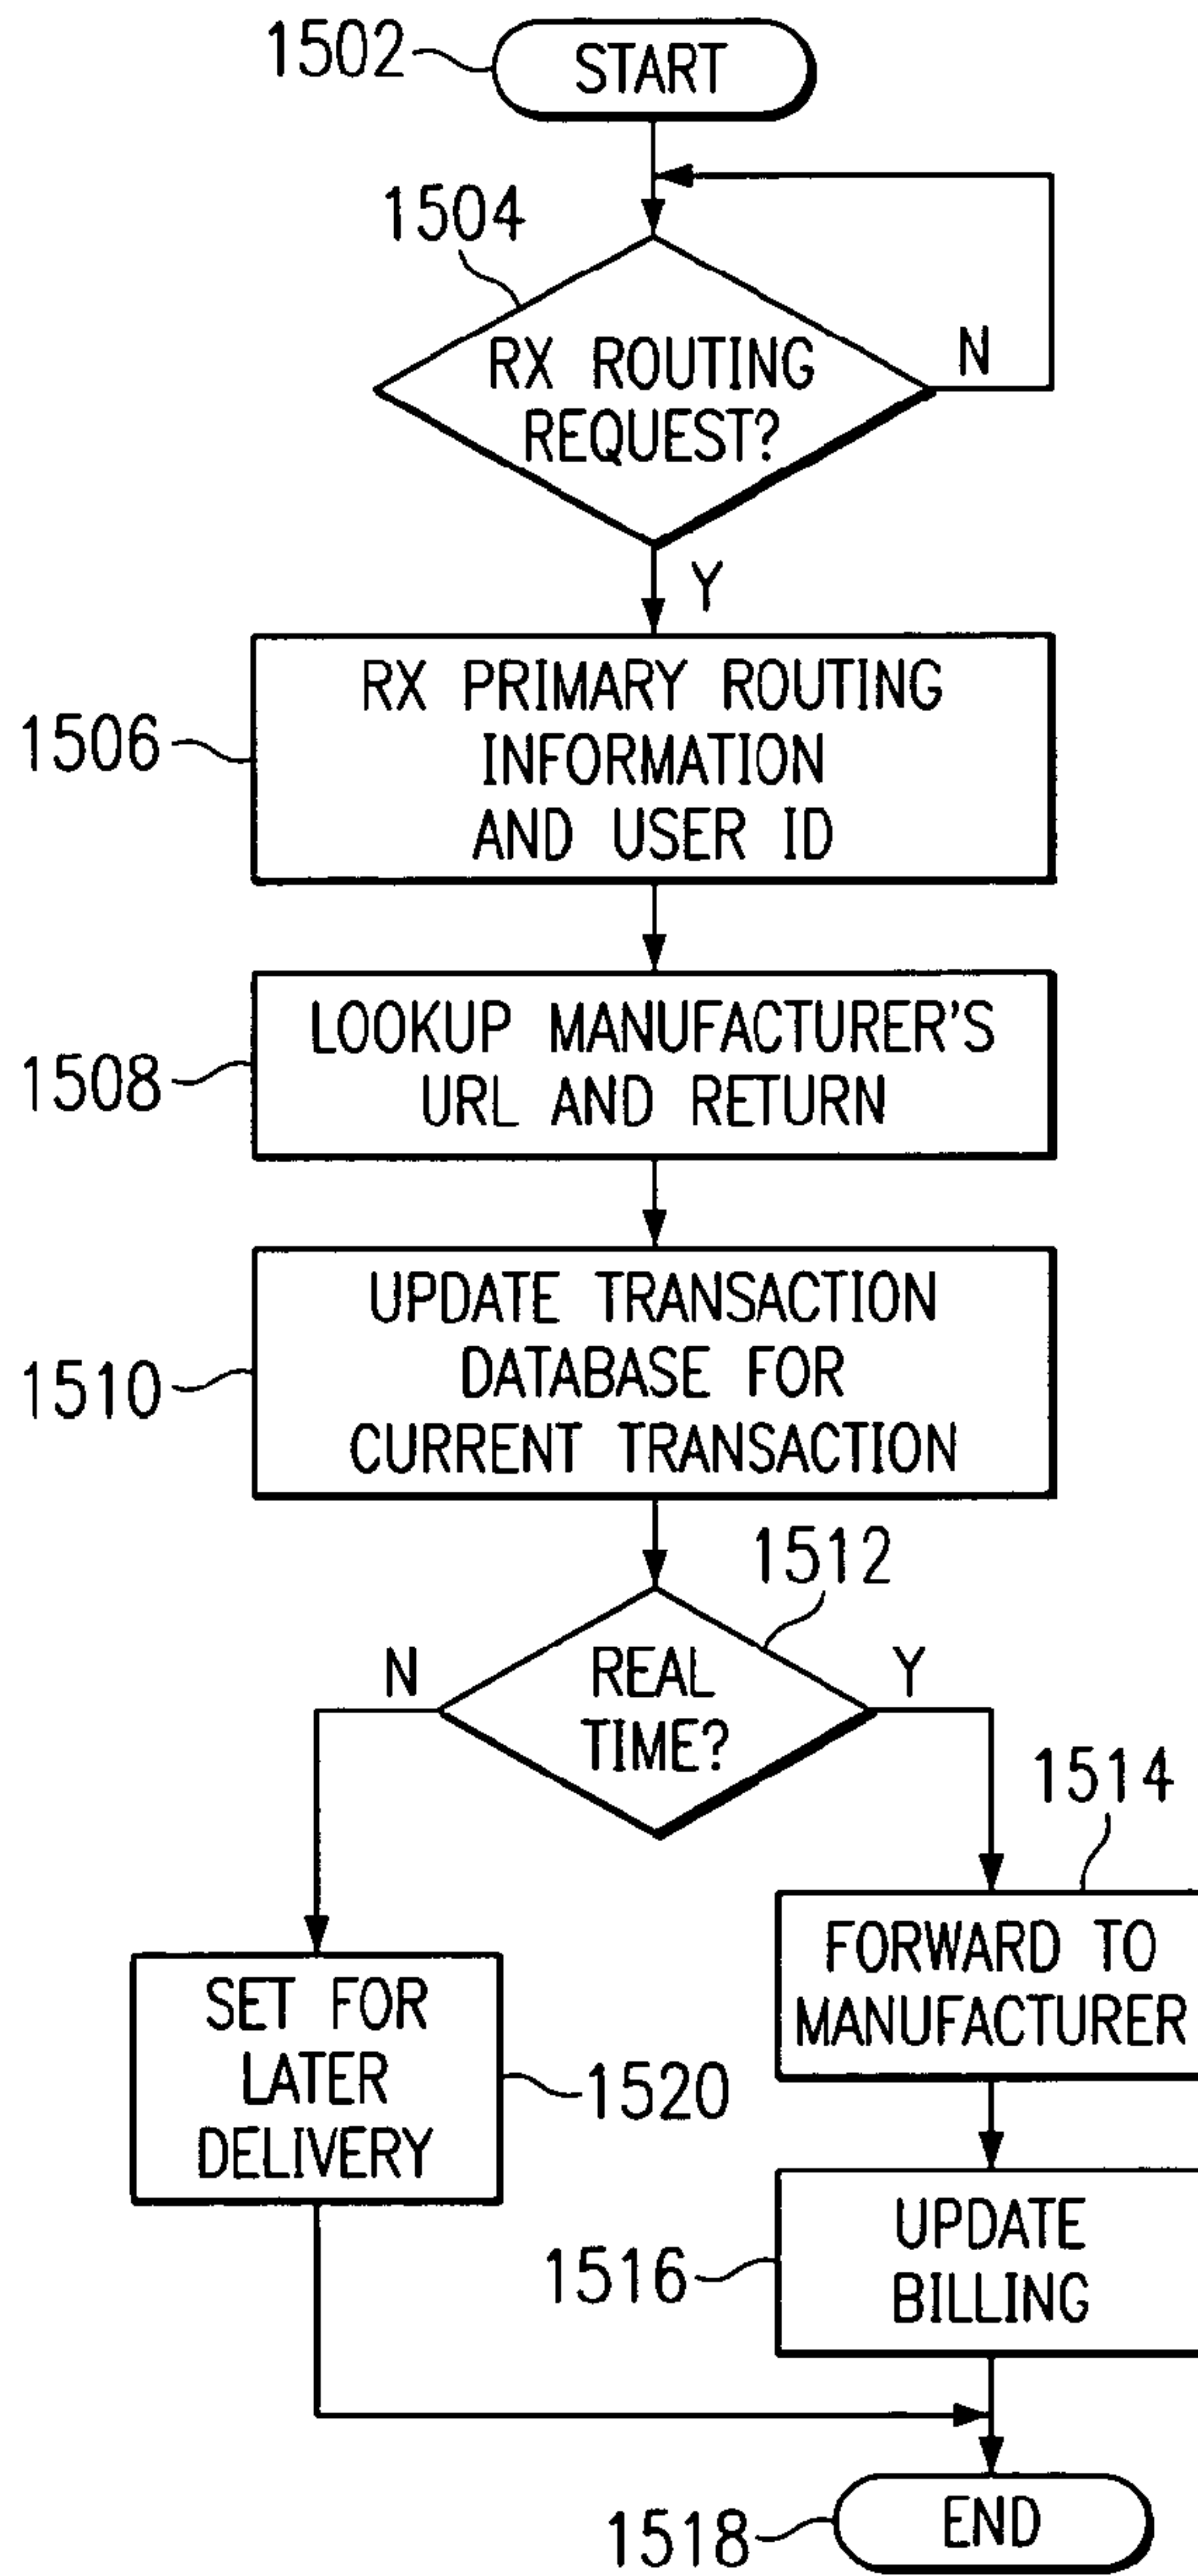 1502
START
1504
RX ROUTING
REQUEST?
N
Y
RX PRIMARY ROUTING
INFORMATION
AND USER ID
1506
LOOKUP MANUFACTURER'S
URL AND RETURN
1508
UPDATE TRANSACTION
DATABASE FOR
CURRENT TRANSACTION
1510
1512
N
REAL
TIME?
Y
1514
FORWARD TO
MANUFACTURER
SET FOR
LATER
DELIVERY
1520
UPDATE
BILLING
1516
END
1518